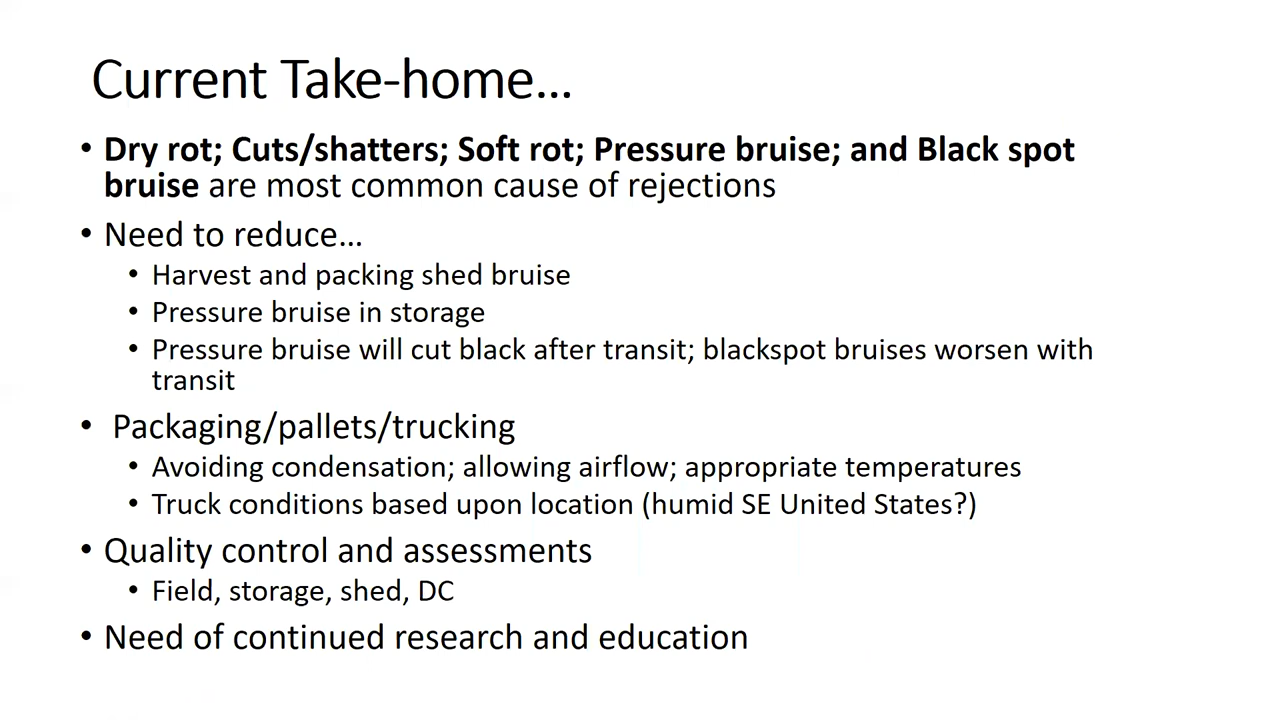 Current Take-home...
• Dry rot; Cuts/shatters; Soft rot; Pressure bruise; and Black spot
bruise are most common cause of rejections
• Need to reduce...
• Harvest and packing shed bruise
• Pressure bruise in storage
• Pressure bruise will cut black after transit; blackspot bruises worsen with
transit
• Packaging/pallets/trucking
• Avoiding condensation; allowing airflow; appropriate temperatures
• Truck conditions based upon location (humid SE United States?)
• Quality control and assessments
• Field, storage, shed, DC
• Need of continued research and education